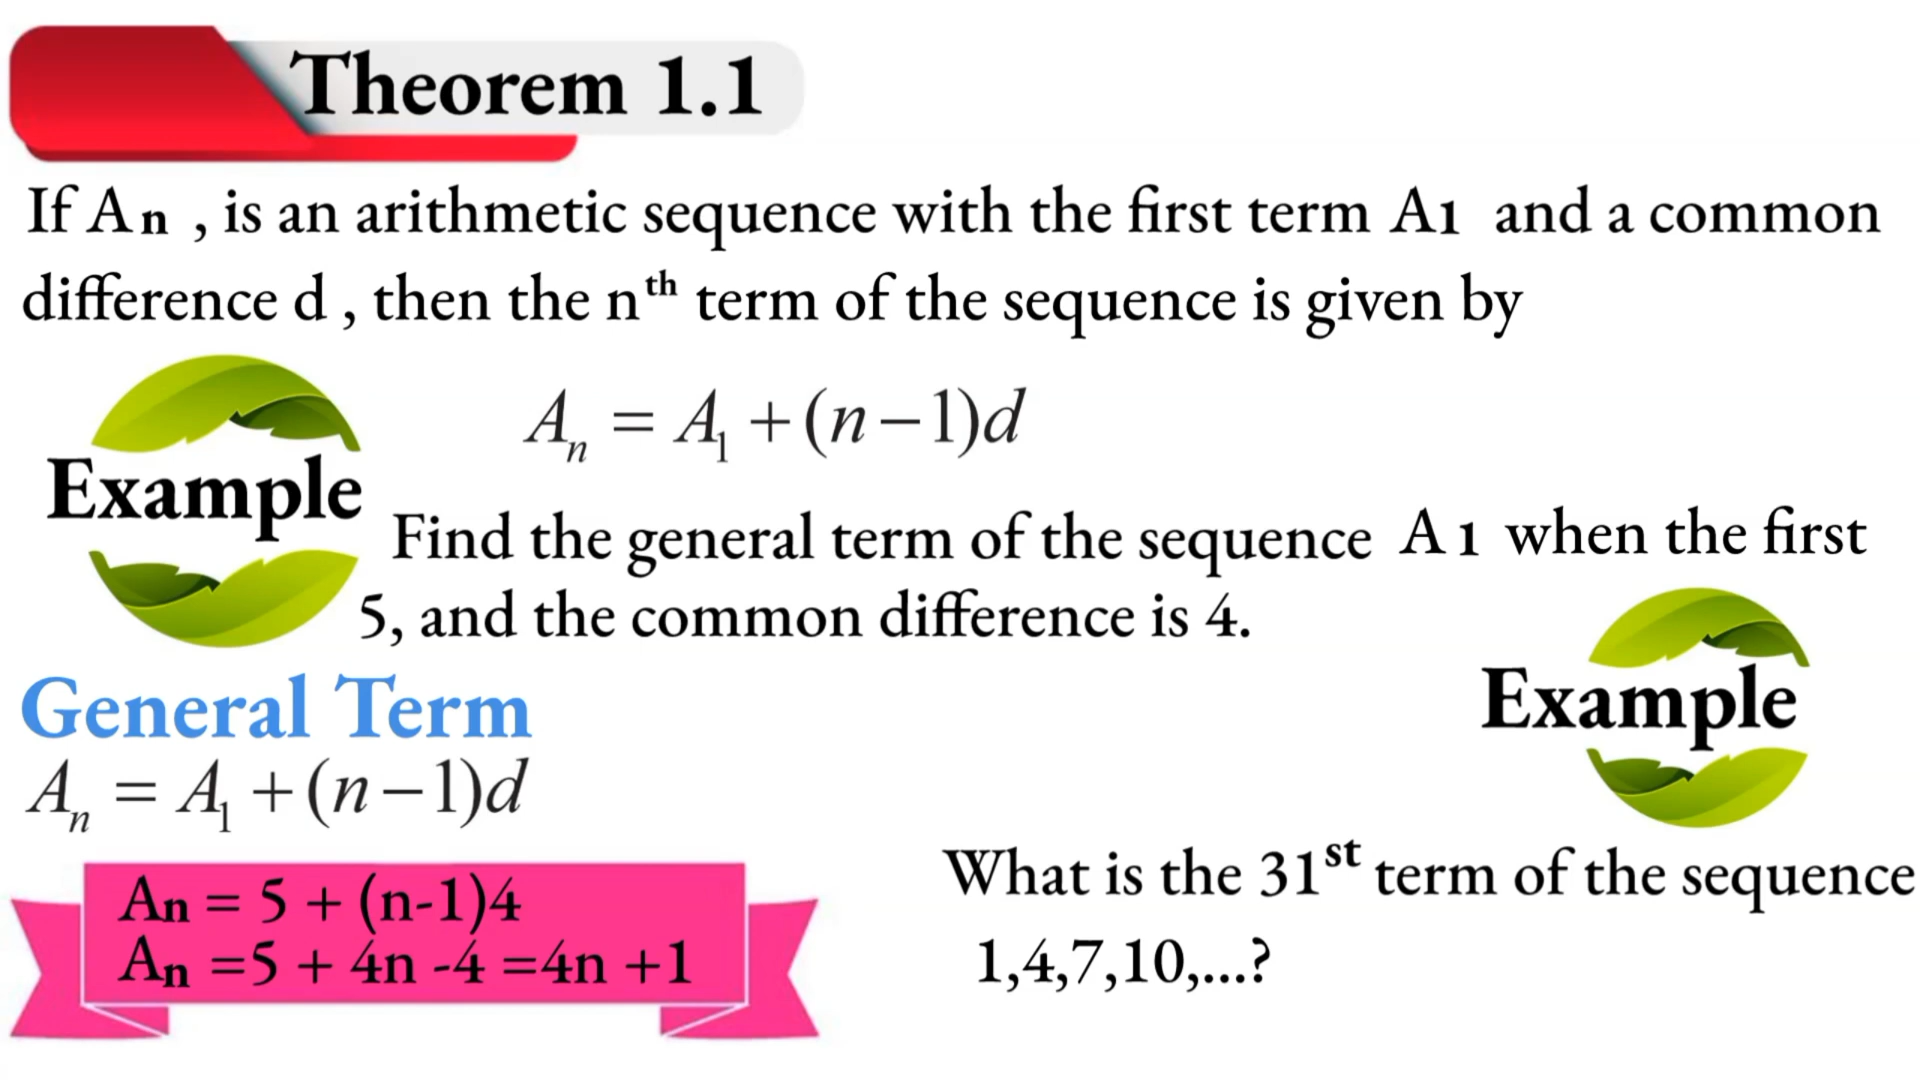 Theorem 1.1
If An , is an arithmetic sequence with the first term A1 and a common
difference d , then the nth term of the sequence is given by
An = A1 + (n − 1)d
Example
Find the general term of the sequence A 1 when the first
5, and the common difference is 4.
General Term
An = A1 + (n − 1)d
An = 5 + (n-1)4
An =5 + 4n -4 =4n +1
Example
What is the 31st term of the sequence
1,4,7,10,...?